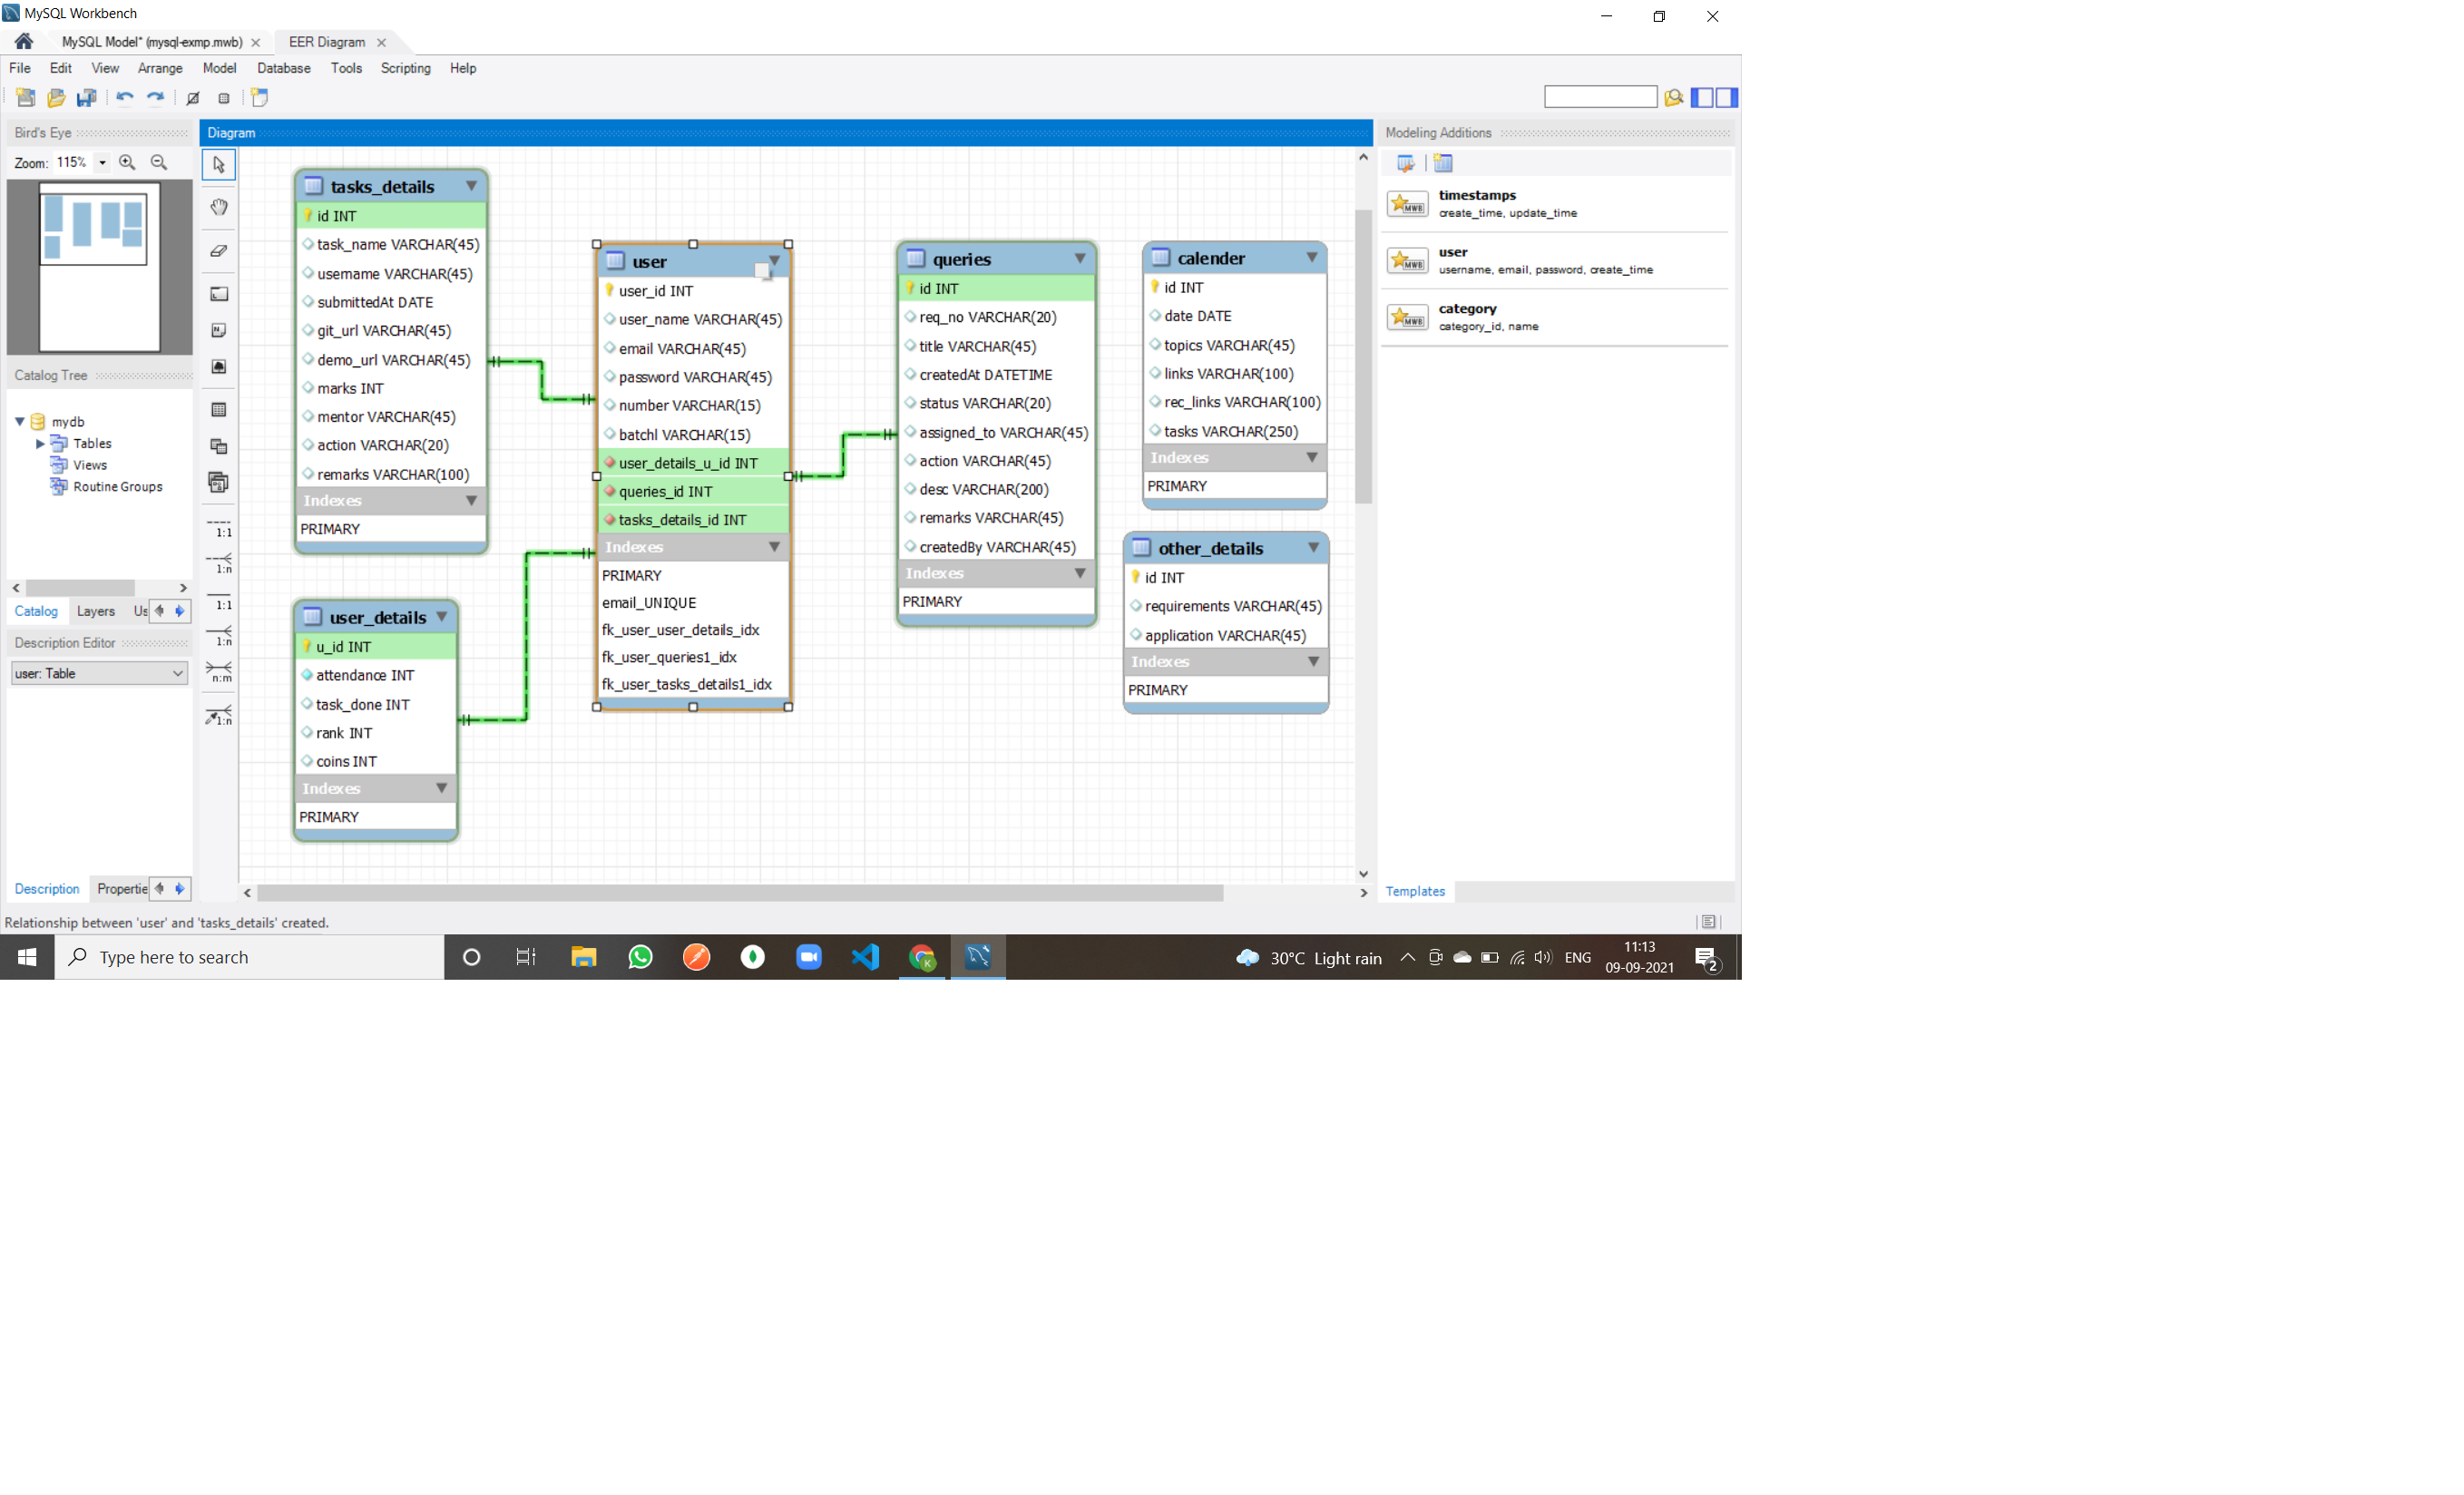 MySQL Workbench
MySQL Model* (mysql-exmp.mwb)
EER Diagram
File Edit View Arrange Model Database Tools Scripting Help
Bird's Eye
Zoom: 115%
Catalog Tree
mydb
Tables
Views
Routine Groups
Catalog Layers Us
Description Editor
user: Table
Description Propertie
Diagram
1:1
1:n
1:1
1:n
n:m
1:n
tasks_details
id INT
task_name VARCHAR(45)
username VARCHAR(45)
submittedAt DATE
git_url VARCHAR(45)
demo_url VARCHAR(45)
marks INT
mentor VARCHAR(45)
action VARCHAR(20)
remarks VARCHAR(100)
Indexes
PRIMARY
user_details
u_id INT
attendance INT
task_done INT
rank INT
coins INT
Indexes
PRIMARY
user
user_id INT
user_name VARCHAR(45)
email VARCHAR(45)
password VARCHAR(45)
number VARCHAR(15)
batchl VARCHAR(15)
user_details_u_id INT
queries_id INT
tasks_details_id INT
Indexes
PRIMARY
email_UNIQUE
fk_user_user_details_idx
fk_user_queries1_idx
fk_user_tasks_details1_idx
queries
id INT
req_no VARCHAR(20)
title VARCHAR(45)
createdAt DATETIME
status VARCHAR(20)
assigned_to VARCHAR(45)
action VARCHAR(45)
desc VARCHAR(200)
remarks VARCHAR(45)
createdBy VARCHAR(45)
Indexes
PRIMARY
calender
id INT
date DATE
topics VARCHAR(45)
links VARCHAR(100)
rec_links VARCHAR(100)
tasks VARCHAR(250)
Indexes
PRIMARY
other_details
id INT
requirements VARCHAR(45)
application VARCHAR(45)
Indexes
PRIMARY
Modeling Additions
MWB
timestamps
create_time, update_time
MWB
user
username, email, password, create_time
MWB
category
category_id, name
Templates
Relationship between 'user' and 'tasks_details' created.
Type here to search
K
30°C Light rain
ENG
11:13
09-09-2021
2